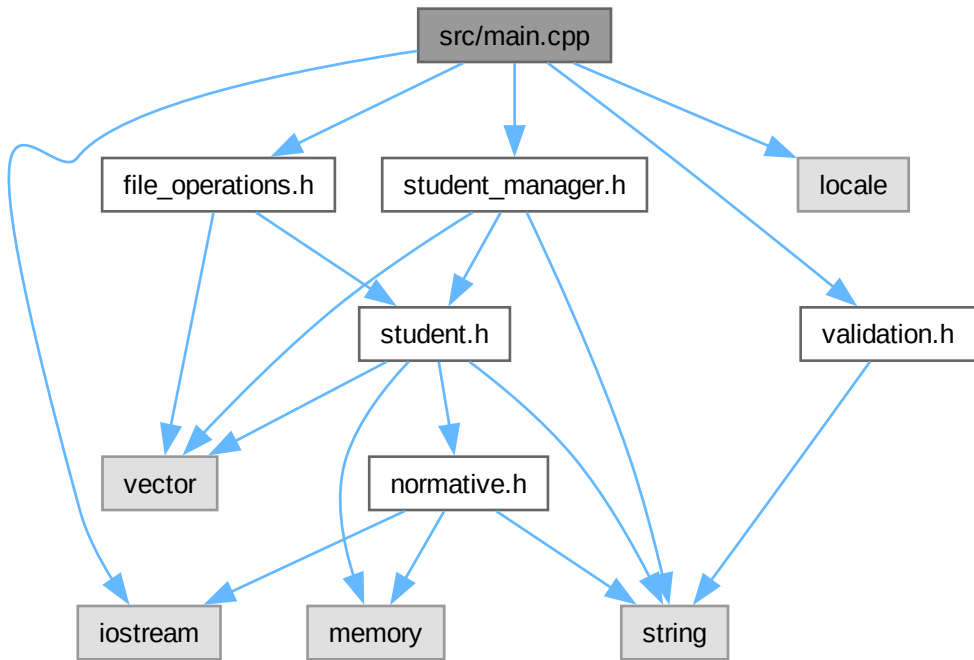 src/main.cpp
file_operations.h
student_manager.h
locale
student.h
validation.h
vector
normative.h
iostream
memory
string